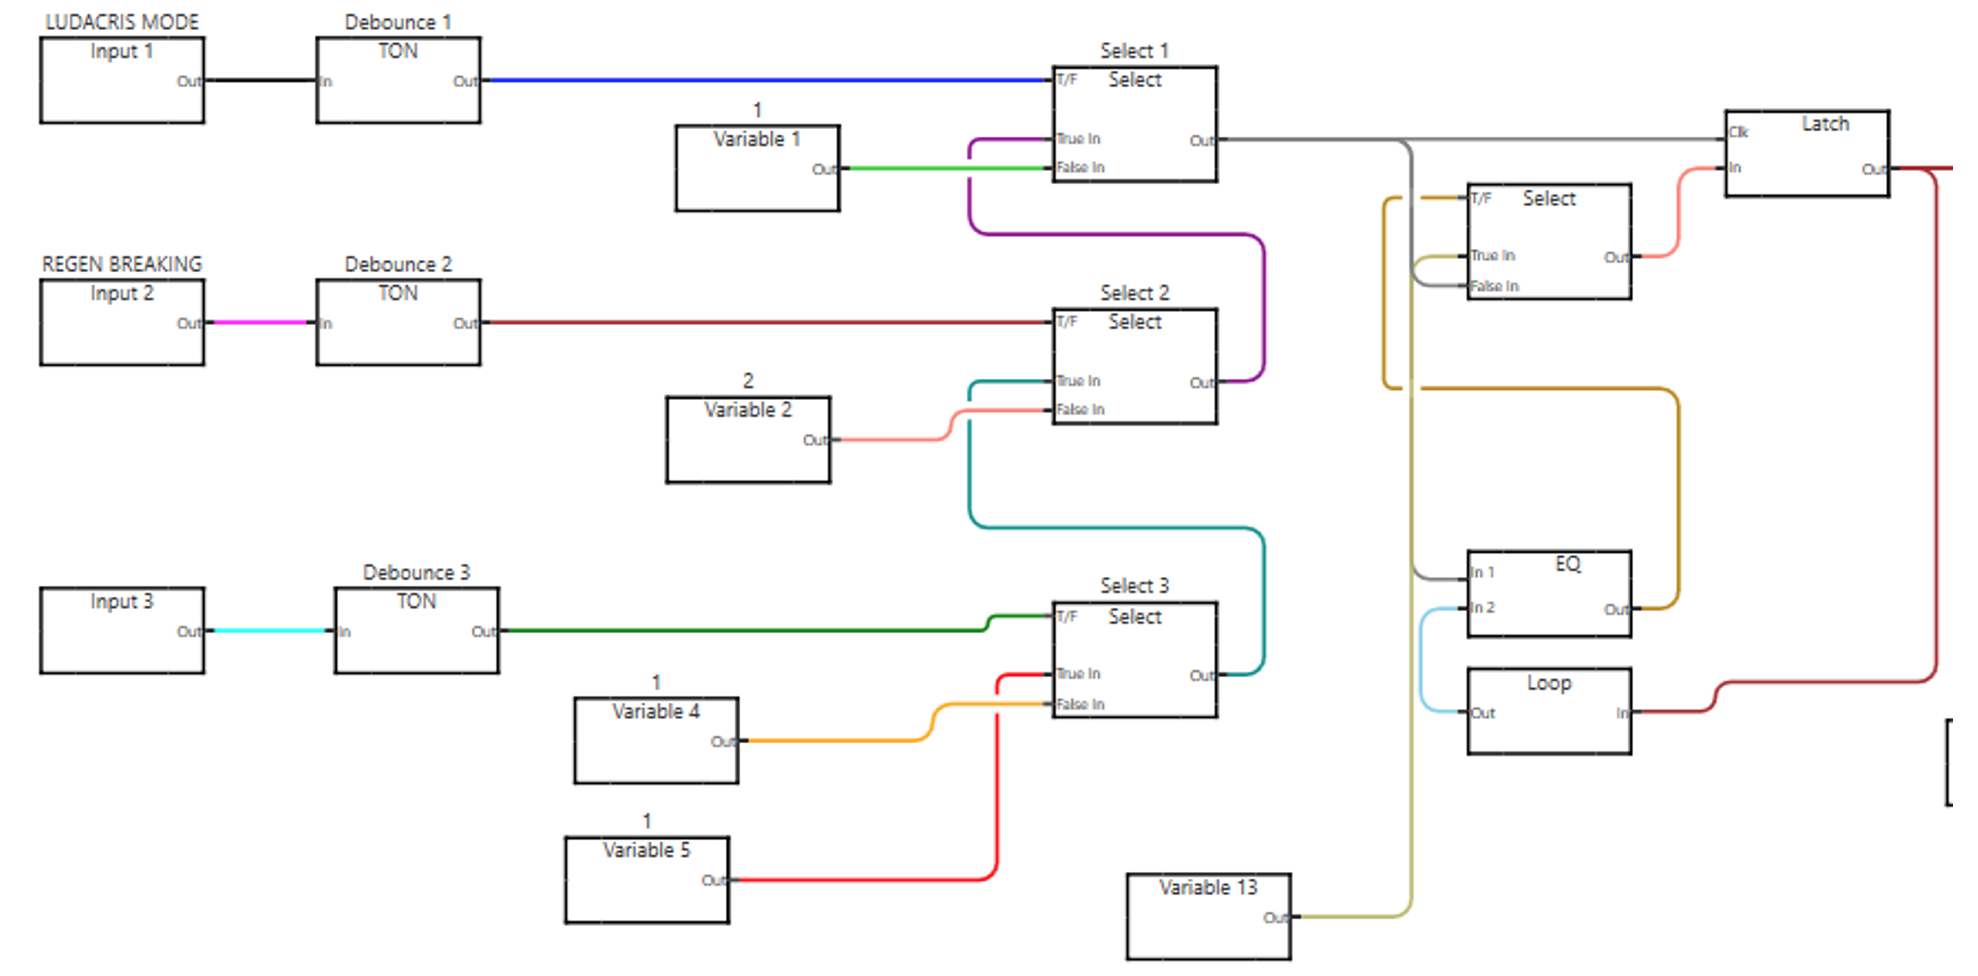 LUDACRIS MODE
Input 1
Out
Debounce 1
TON
In
Out
1
Variable 1
Out
Select 1
Select
T/F
True In
False In
Out
Latch
Clk
In
Out
Select
T/F
True In
False In
Out
REGEN BREAKING
Input 2
Out
Debounce 2
TON
In
Out
2
Variable 2
Out
Select 2
Select
T/F
True In
False In
Out
Input 3
Out
Debounce 3
TON
In
Out
1
Variable 4
Out
1
Variable 5
Out
Select 3
Select
T/F
True In
False In
Out
EQ
In 1
In 2
Out
Loop
Out
In
Variable 13
Out